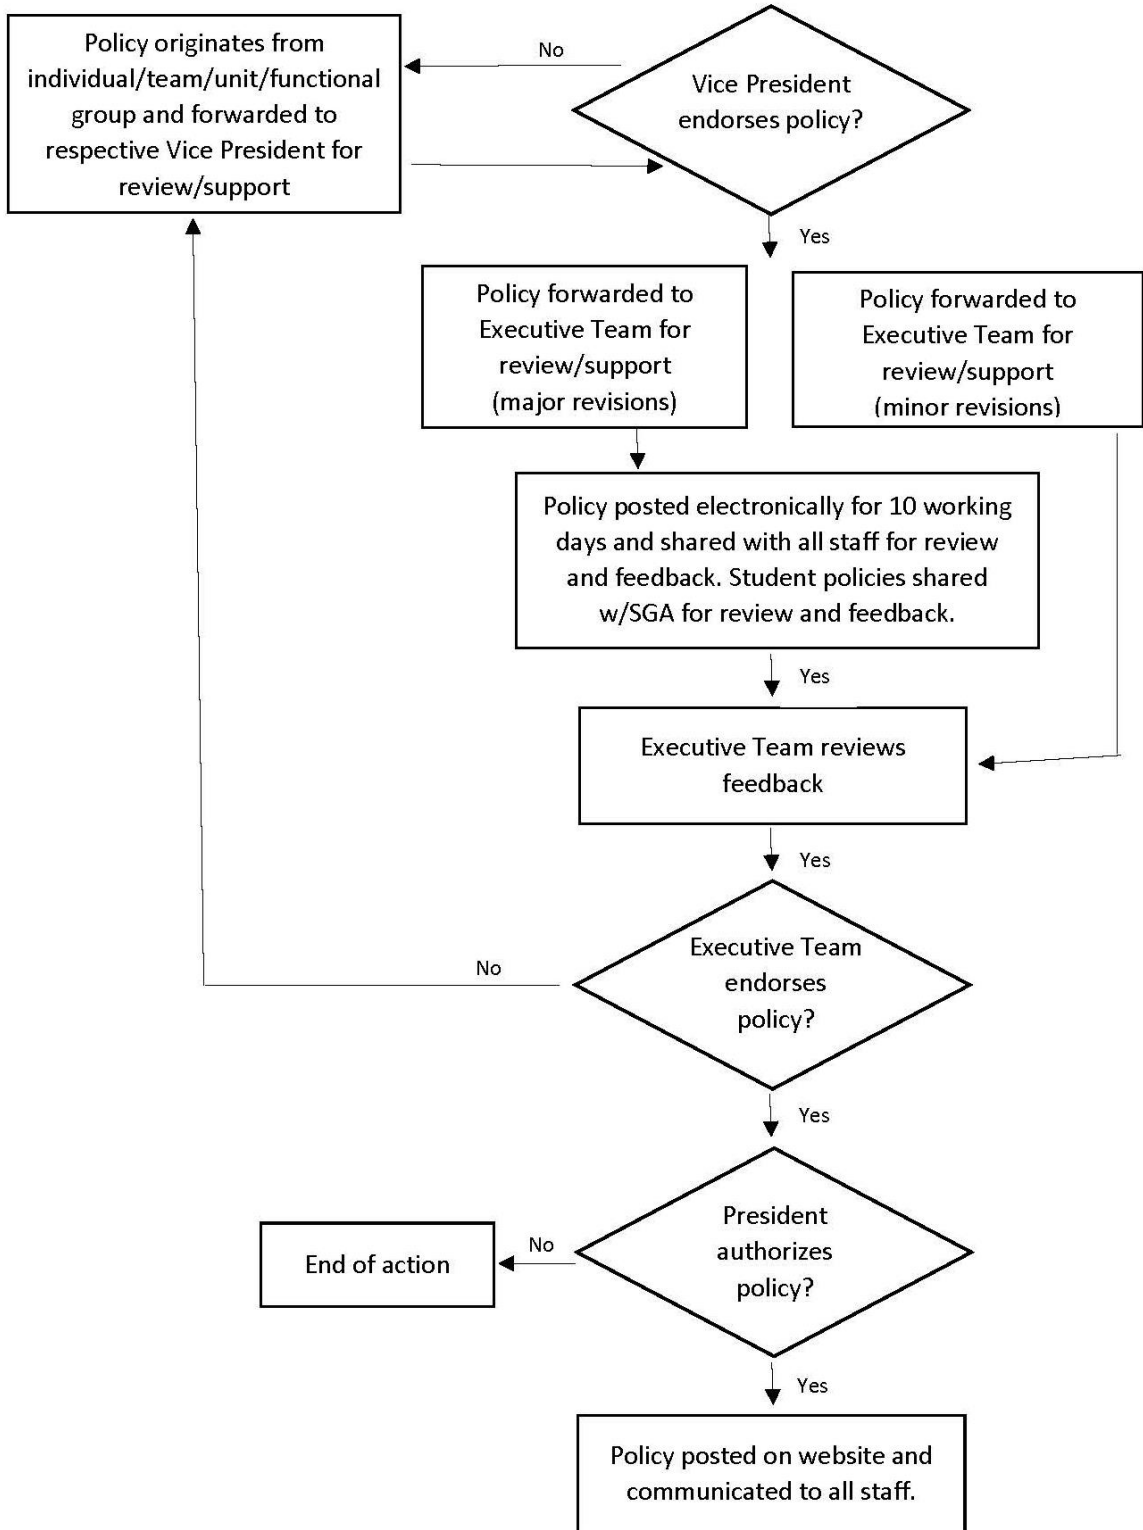 Policy originates from
individual/team/unit/functional
group and forwarded to
respective Vice President for
review/support
No
Vice President
endorses policy?
Yes
Policy forwarded to
Executive Team for
review/support
(major revisions)
Policy forwarded to
Executive Team for
review/support
(minor revisions)
Policy posted electronically for 10 working
days and shared with all staff for review
and feedback. Student policies shared
w/SGA for review and feedback.
Yes
Executive Team reviews
feedback
Yes
Executive Team
endorses
policy?
No
Yes
President
authorizes
policy?
No
End of action
Yes
Policy posted on website and
communicated to all staff.